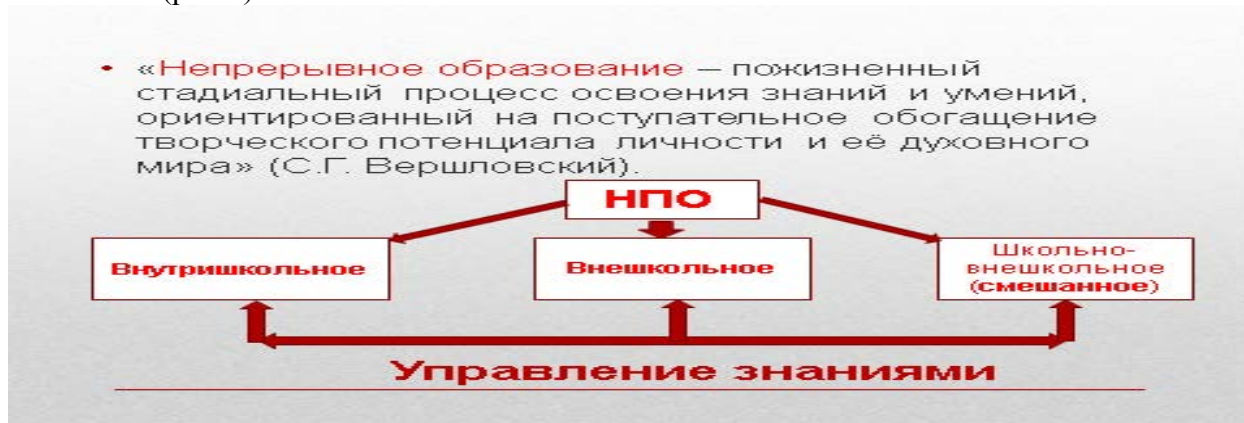 • «Непрерывное образование – пожизненный
стадиальный процесс освоения знаний и умений,
ориентированный на поступательное обогащение
творческого потенциала личности и её духовного
мира» (С.Г. Вершловский).
НПО
Внутришкольное
Внешкольное
Школьно-
внешкольное
(смешанное)
Управление знаниями